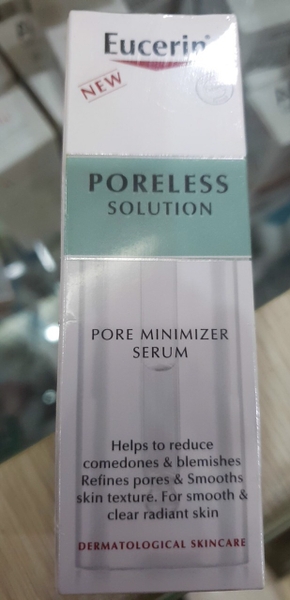 Eucerin
NEW
PORELESS
SOLUTION
PORE MINIMIZER
SERUM
Helps to reduce
comedones & blemishes
Refines pores & Smooths
skin texture. For smooth &
clear radiant skin
DERMATOLOGICAL SKINCARE